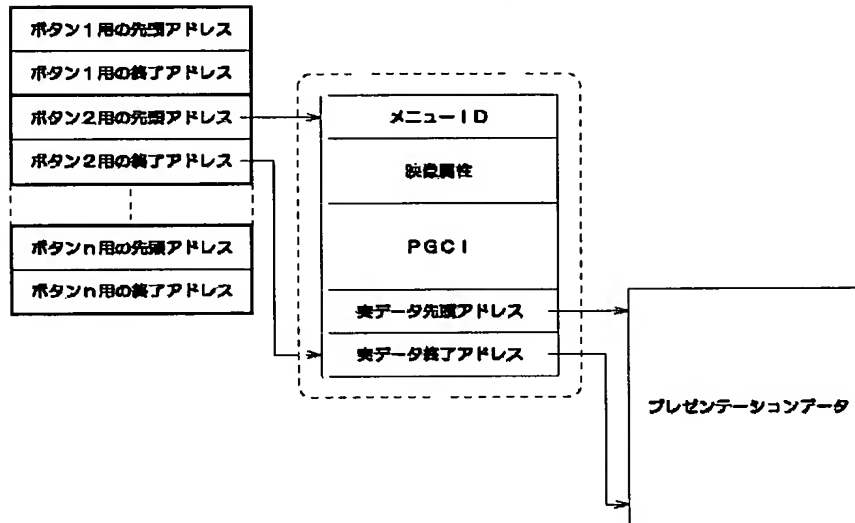 ボタン1用の先頭アドレス
ボタン1用の終了アドレス
ボタン2用の先頭アドレス
ボタン2用の終了アドレス
ボタンn用の先頭アドレス
ボタンn用の終了アドレス
メニューID
映像属性
PGCI
実データ先頭アドレス
実データ終了アドレス
プレゼンテーションデータ